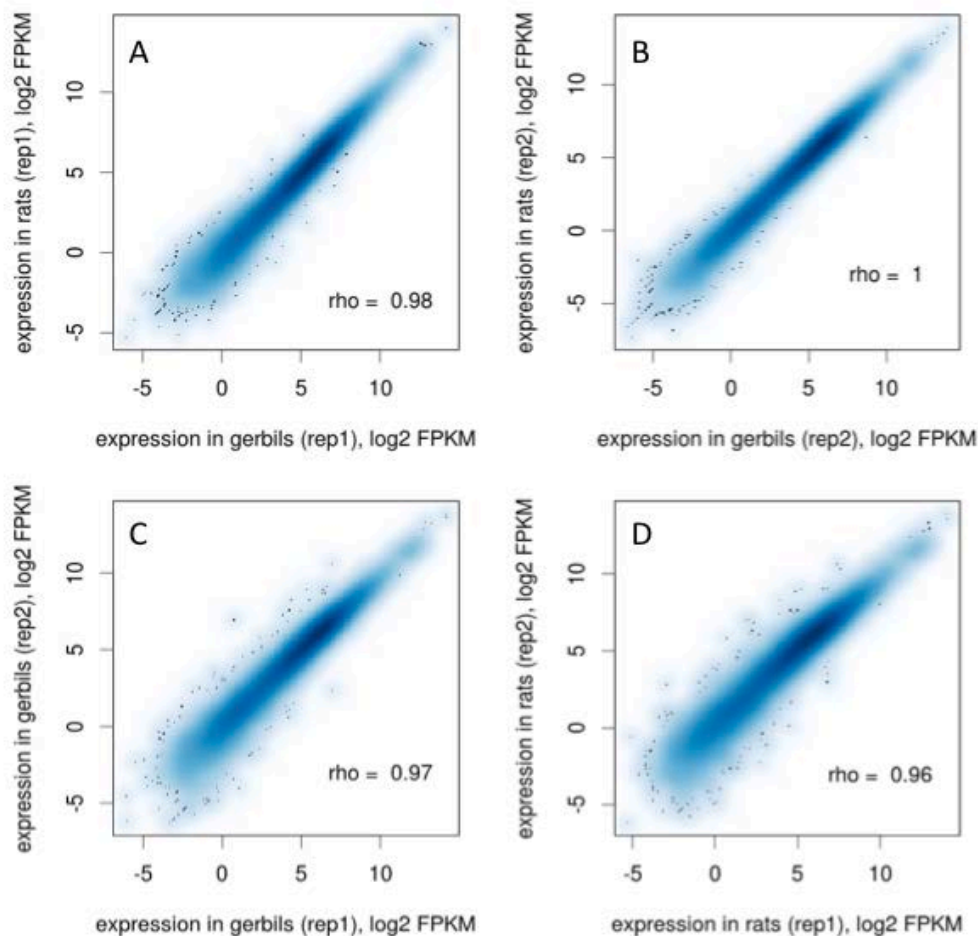 A
expression in rats (rep1), log2 FPKM
10
5
0
-5
rho = 0.98
-5 0 5 10
expression in gerbils (rep1), log2 FPKM
B
expression in rats (rep2), log2 FPKM
10
5
0
-5
rho = 1
-5 0 5 10
expression in gerbils (rep2), log2 FPKM
C
expression in gerbils (rep2), log2 FPKM
10
5
0
-5
rho = 0.97
-5 0 5 10
expression in gerbils (rep1), log2 FPKM
D
expression in rats (rep2), log2 FPKM
10
5
0
-5
rho = 0.96
-5 0 5 10
expression in rats (rep1), log2 FPKM